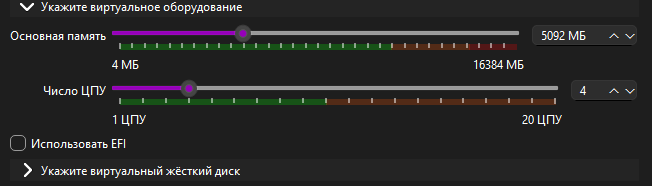 Укажите виртуальное оборудование
Основная память 5092 МБ
4 МБ 16384 МБ
Число ЦПУ 4
1 ЦПУ 20 ЦПУ
Использовать EFI
Укажите виртуальный жёсткий диск